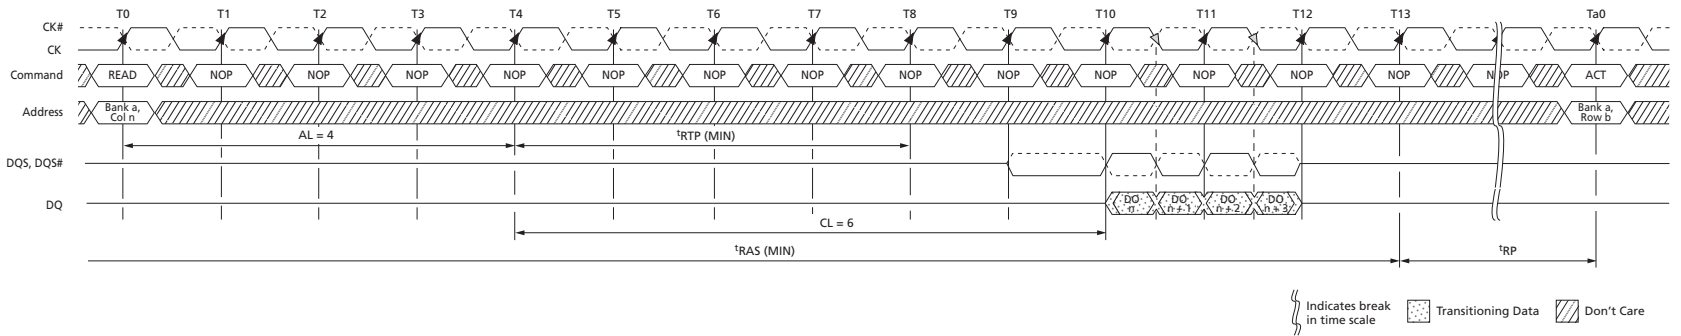 T0 T1 T2 T3 T4 T5 T6 T7 T8 T9 T10 T11 T12 T13 Ta0
CK#
CK
Command READ NOP NOP NOP NOP NOP NOP NOP NOP NOP NOP NOP NOP NOP NOP ACT
Address Bank a, Col n Bank a, Row b
AL = 4 tRTP (MIN)
DQS, DQS#
DQ DO n DO n + 1 DO n + 2 DO n + 3
CL = 6
tRAS (MIN) tRP
Indicates break in time scale Transitioning Data Don't Care